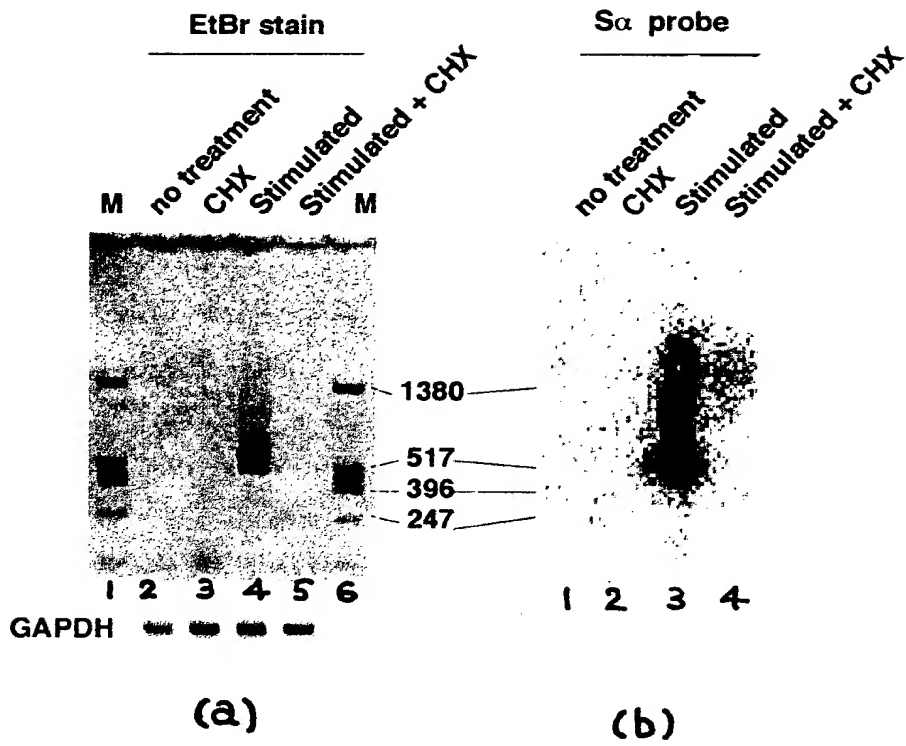 EtBr stain
Sα probe
M
no treatment
CHX
Stimulated
Stimulated + CHX
M
no treatment
CHX
Stimulated
Stimulated + CHX
1380
517
396
247
1 2 3 4 5 6
1 2 3 4
GAPDH
(a)
(b)